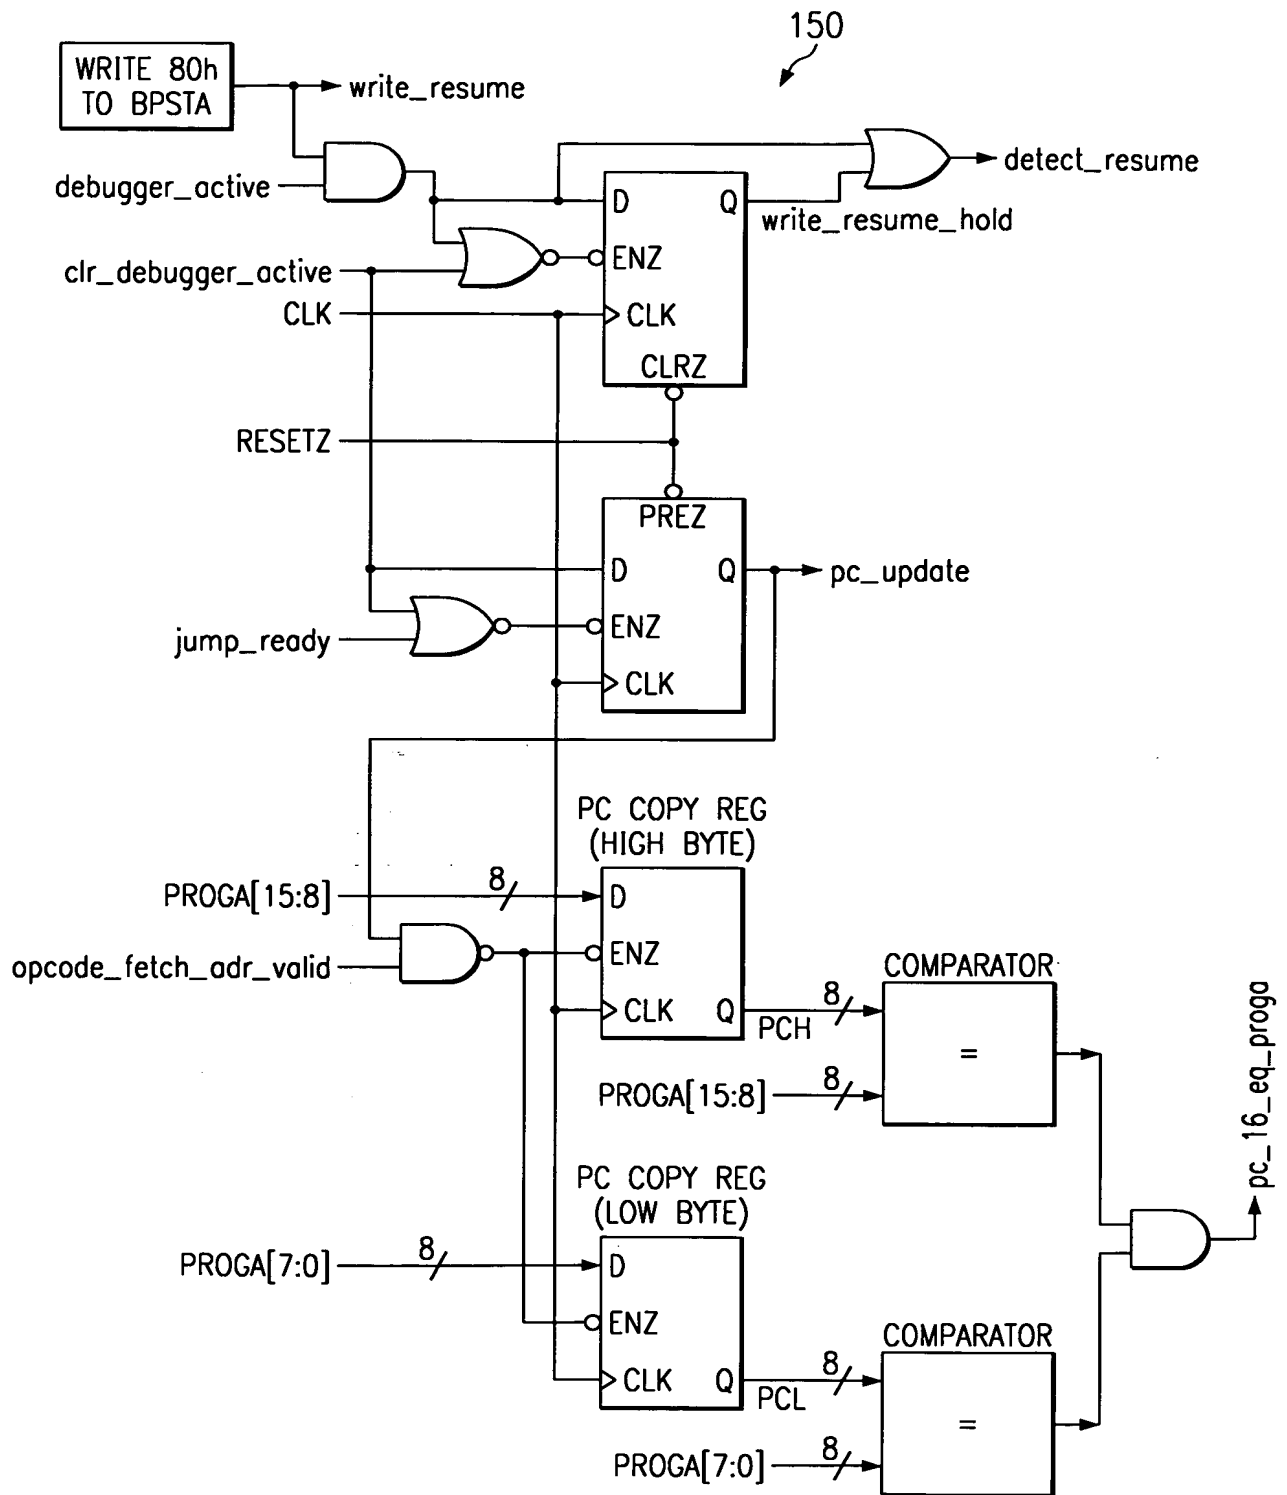 150
WRITE 80h
TO BPSTA
write_resume
debugger_active
detect_resume
D
Q
write_resume_hold
ENZ
clr_debugger_active
CLK
CLK
CLRZ
RESETZ
PREZ
D
Q
pc_update
ENZ
jump_ready
CLK
PC COPY REG
(HIGH BYTE)
PROGA[15:8]
8
D
opcode_fetch_adr_valid
ENZ
CLK
Q
PCH
8
COMPARATOR
=
PROGA[15:8]
8
pc_16_eq_proga
PC COPY REG
(LOW BYTE)
PROGA[7:0]
8
D
ENZ
CLK
Q
PCL
8
COMPARATOR
=
PROGA[7:0]
8